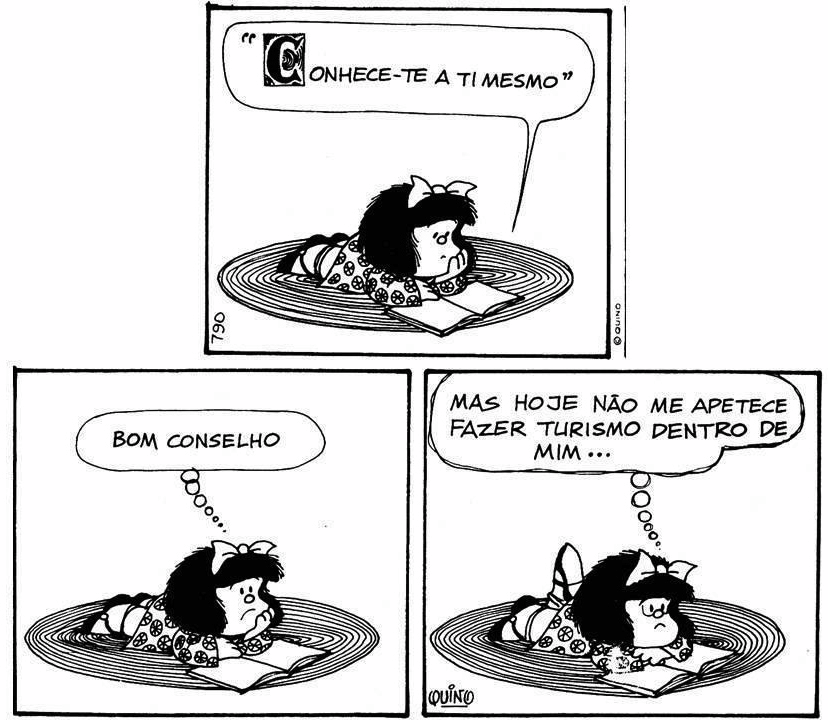 “CONHECE-TE A TI MESMO”
790
© QUINO
BOM CONSELHO
MAS HOJE NÃO ME APETECE
FAZER TURISMO DENTRO DE
MIM...
QUINO